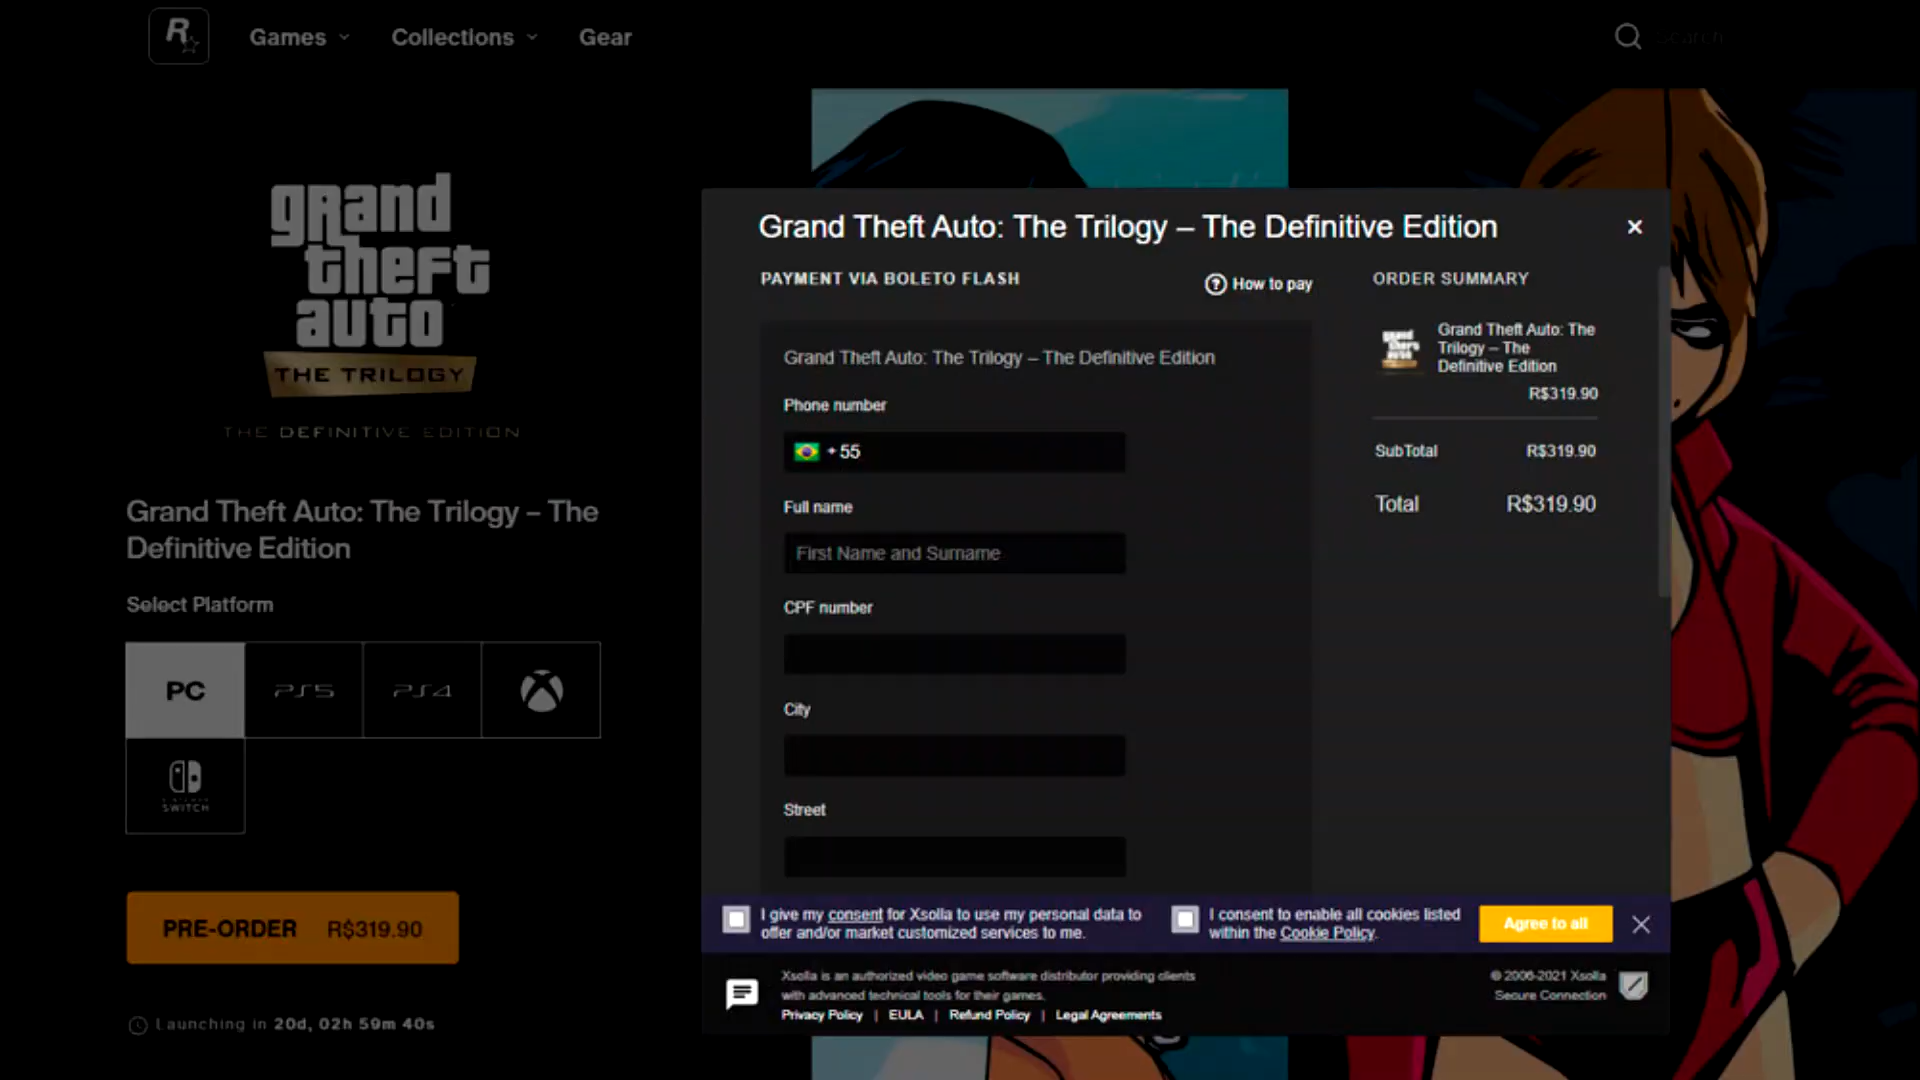 R
Games
Collections
Gear
Search
grand
theft
auto
THE TRILOGY
THE DEFINITIVE EDITION
Grand Theft Auto: The Trilogy – The
Definitive Edition
Select Platform
PC
PS5
PS4
NINTENDO
SWITCH
PRE-ORDER R$319.90
Launching in 20d, 02h 59m 40s
Grand Theft Auto: The Trilogy – The Definitive Edition
PAYMENT VIA BOLETO FLASH
? How to pay
Grand Theft Auto: The Trilogy – The Definitive Edition
Phone number
+ 55
Full name
First Name and Surname
CPF number
City
Street
ORDER SUMMARY
grand
theft
auto
Grand Theft Auto: The
Trilogy – The
Definitive Edition
R$319.90
SubTotal R$319.90
Total R$319.90
I give my consent for Xsolla to use my personal data to
offer and/or market customized services to me.
I consent to enable all cookies listed
within the Cookie Policy.
Agree to all
Xsolla is an authorized video game software distributor providing clients
with advanced technical tools for their games.
Privacy Policy | EULA | Refund Policy | Legal Agreements
© 2006-2021 Xsolla
Secure Connection